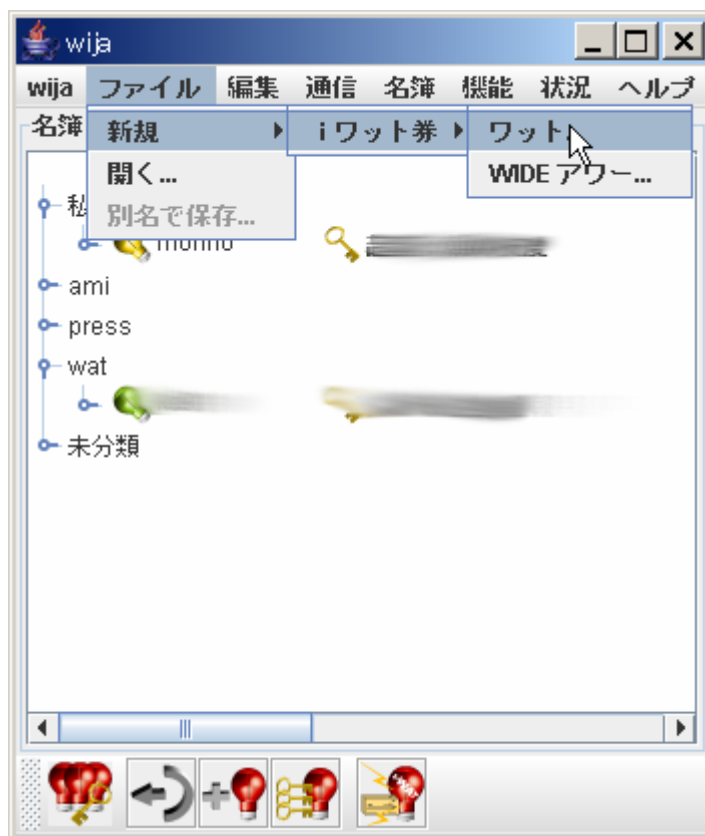 wija
wija ファイル 編集 通信 名簿 機能 状況 ヘルプ
名簿
新規 iワット券 ワット...
開く... WIDE アワー...
別名で保存...
私
ami
press
wat
未分類